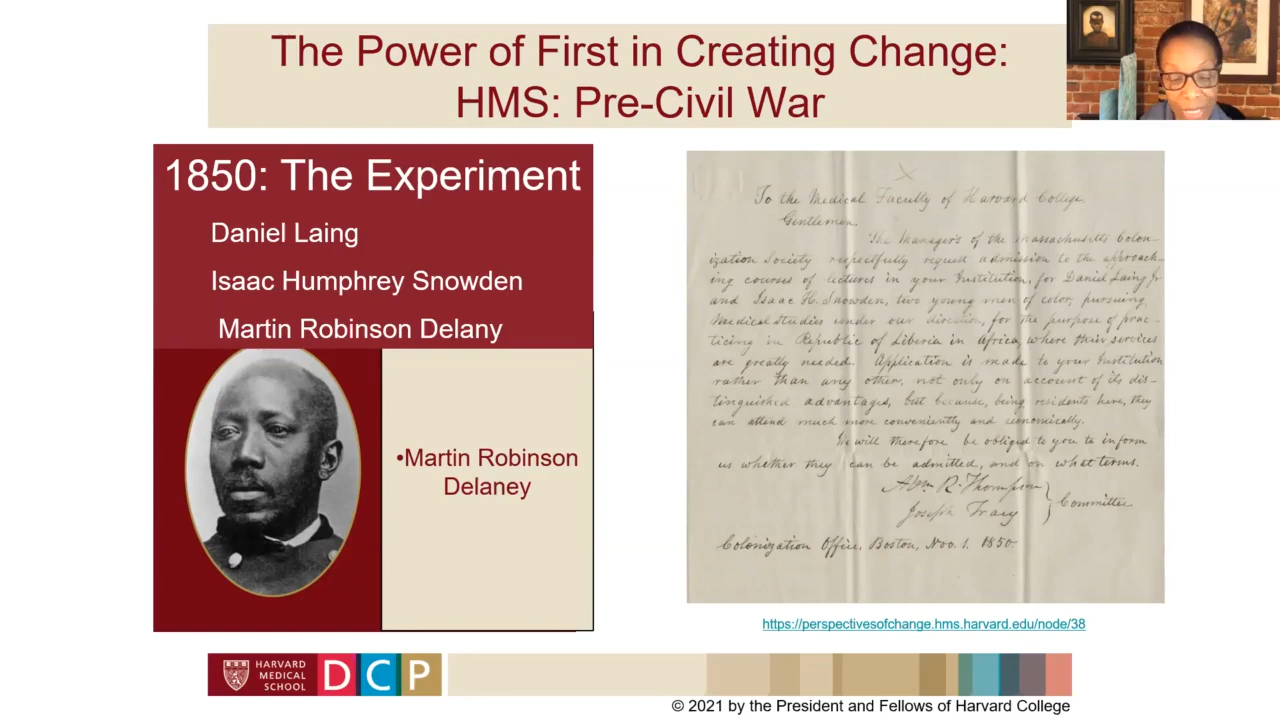 The Power of First in Creating Change:
HMS: Pre-Civil War
1850: The Experiment
Daniel Laing
Isaac Humphrey Snowden
Martin Robinson Delany
•Martin Robinson
Delaney
To the Medical Faculty of Harvard College,
Gentlemen,
The Managers of the Massachusetts Colon-
ization Society respectfully request admission to the approach-
ing courses of lectures in your Institution, for Daniel Laing Jr
and Isaac H. Snowden, two young men of color, pursuing
Medical Studies under our direction, for the purpose of prac-
ticing in Republic of Liberia in Africa, where their services
are greatly needed. Application is made to your Institution
rather than any other, not only on account of its dis-
tinguished advantages, but because, being residents here, they
can attend much more conveniently and economically.
We will therefore be obliged to you to inform
us whether they can be admitted, and on what terms.
R. Thompson
Joseph Tracy
Committee
Colonization Office, Boston, Nov. 1. 1850
https://perspectivesofchange.hms.harvard.edu/node/38
HARVARD
MEDICAL
SCHOOL
DCP
© 2021 by the President and Fellows of Harvard College